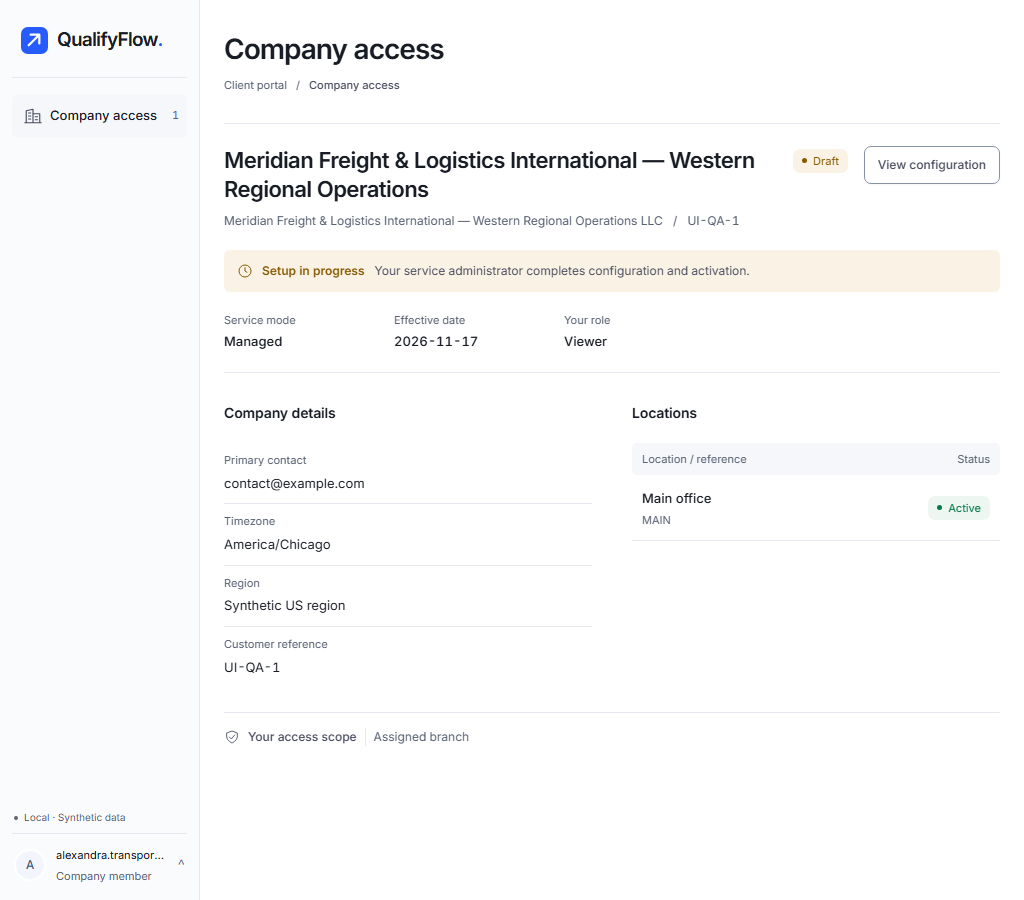 QualifyFlow.
Company access 1
Local · Synthetic data
A
alexandra.transpor...
Company member
Company access
Client portal / Company access
Meridian Freight & Logistics International — Western
Regional Operations
Draft
View configuration
Meridian Freight & Logistics International — Western Regional Operations LLC / UI-QA-1
Setup in progress Your service administrator completes configuration and activation.
Service mode
Managed
Effective date
2026-11-17
Your role
Viewer
Company details
Primary contact
contact@example.com
Timezone
America/Chicago
Region
Synthetic US region
Customer reference
UI-QA-1
Locations
Location / reference Status
Main office
MAIN
Active
Your access scope Assigned branch